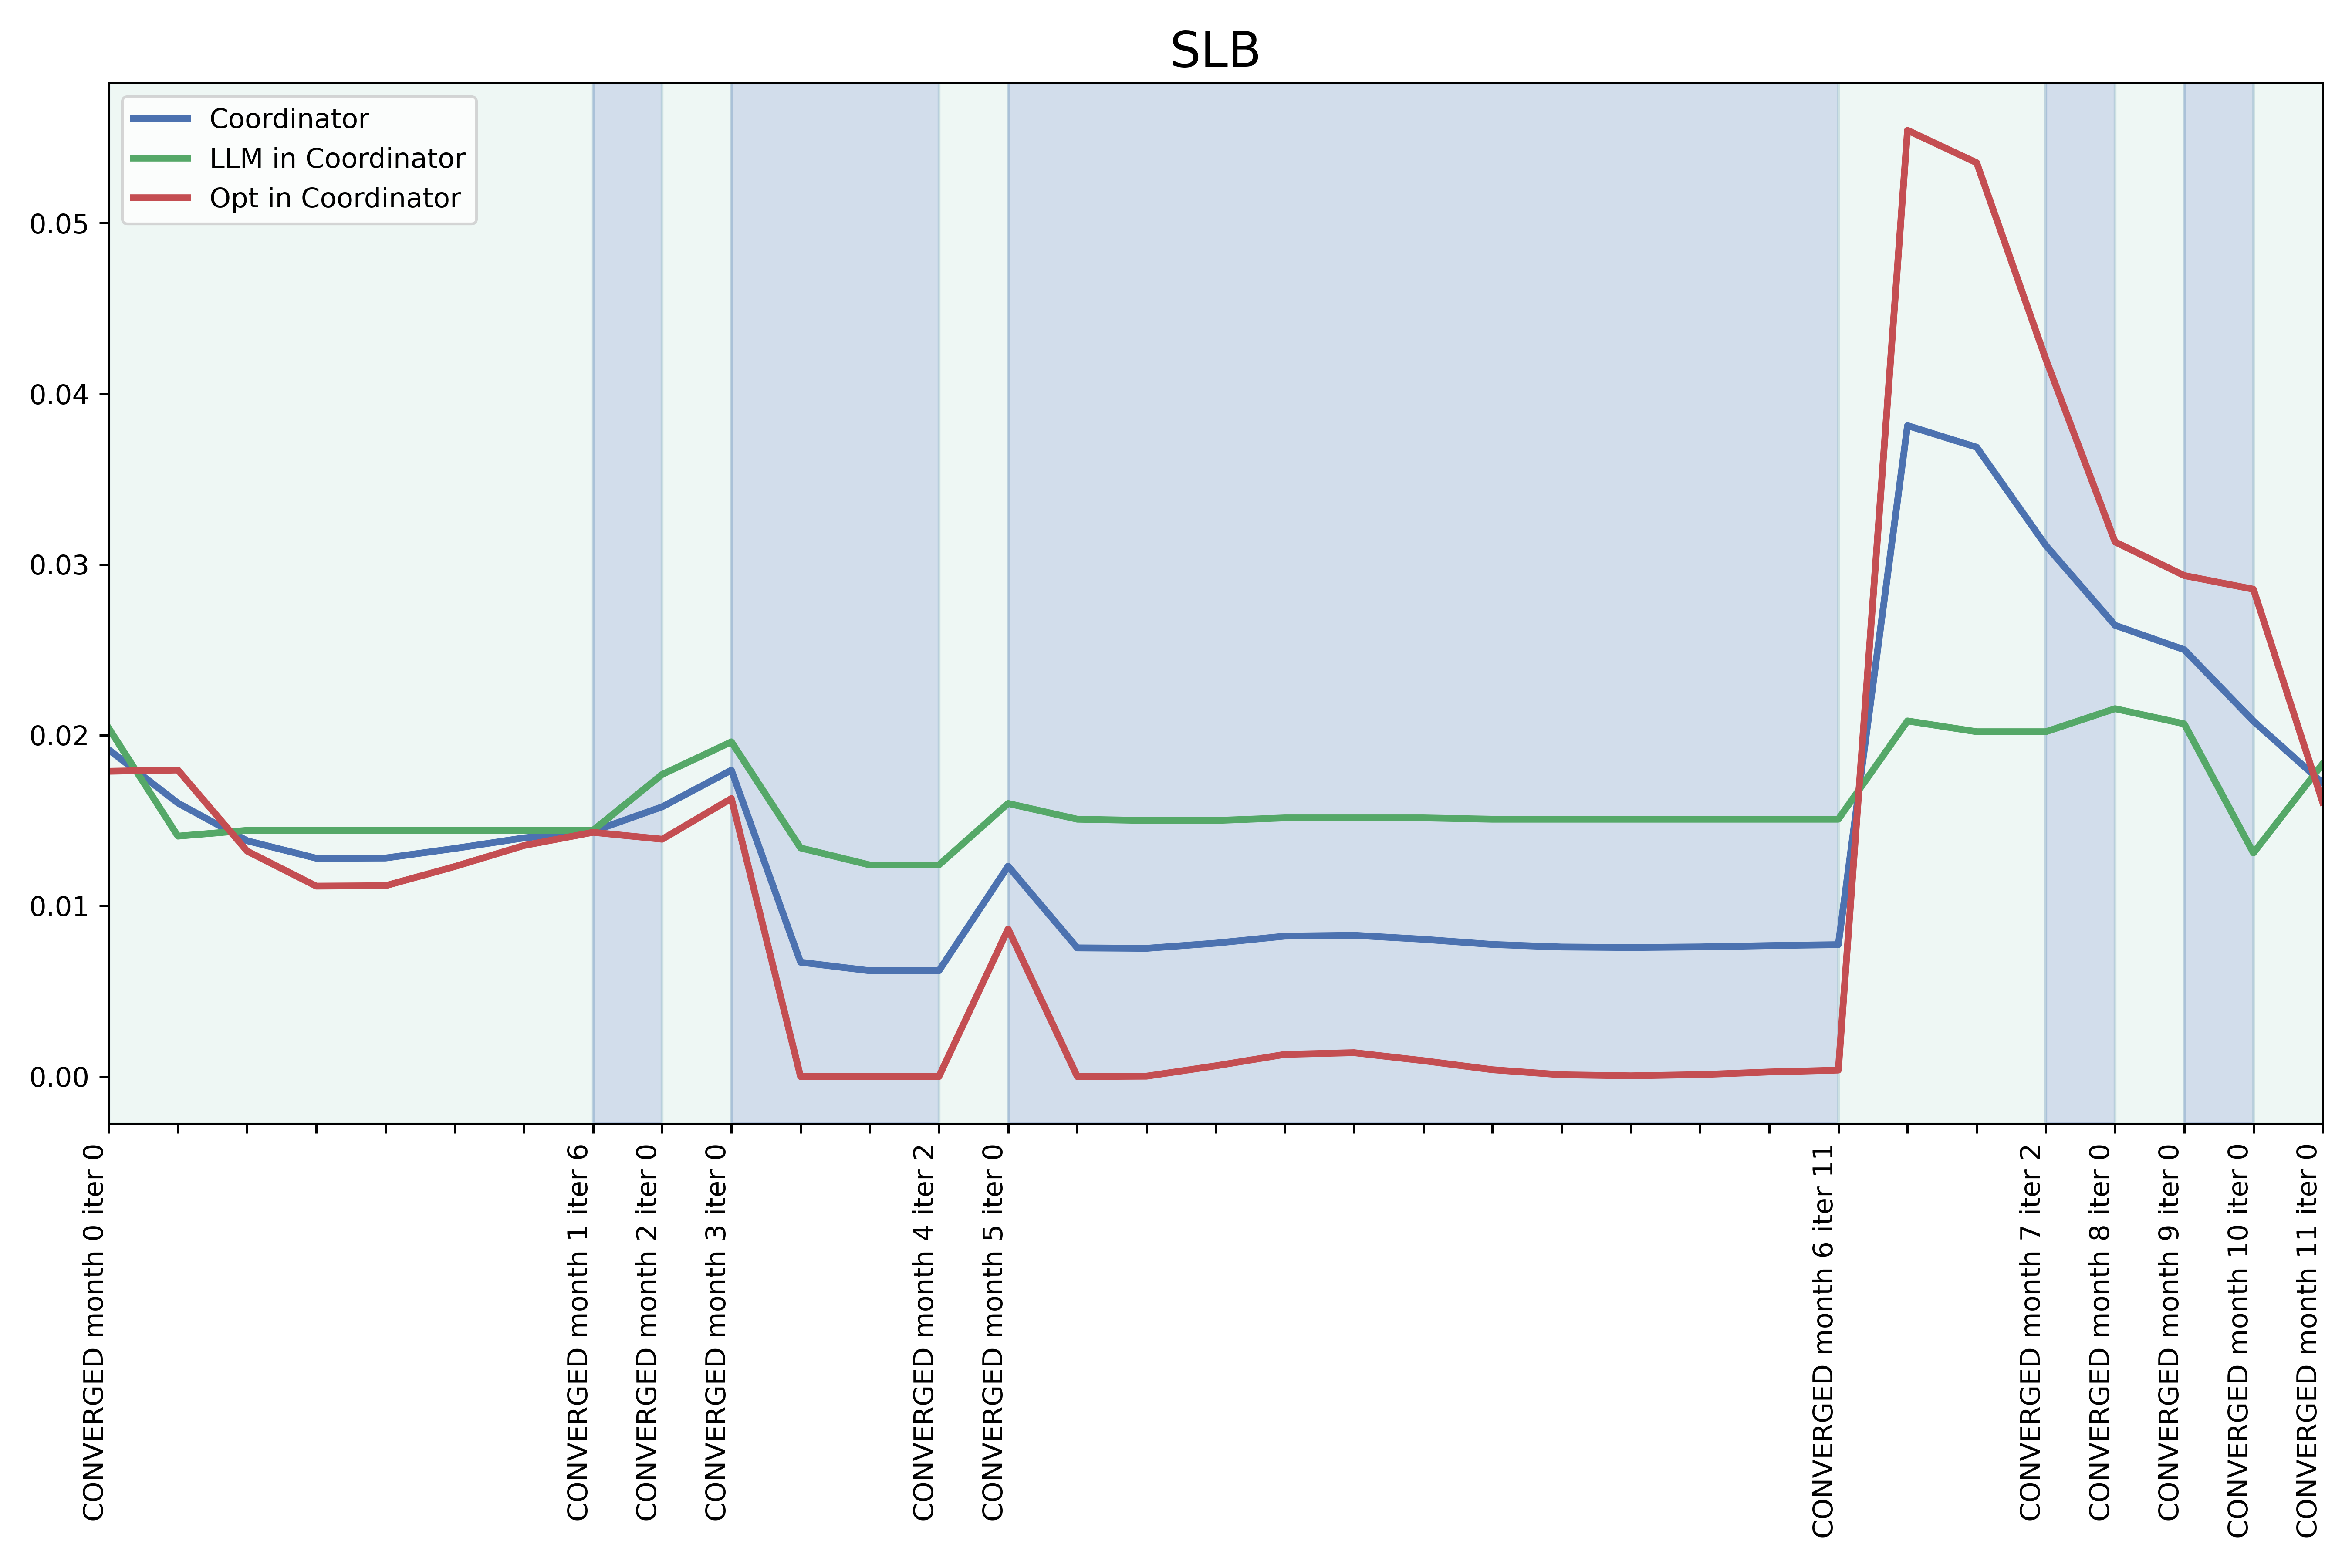 SLB
Coordinator
LLM in Coordinator
Opt in Coordinator
0.05
0.04
0.03
0.02
0.01
0.00
CONVERGED month 0 iter 0
CONVERGED month 1 iter 6
CONVERGED month 2 iter 0
CONVERGED month 3 iter 0
CONVERGED month 4 iter 2
CONVERGED month 5 iter 0
CONVERGED month 6 iter 11
CONVERGED month 7 iter 2
CONVERGED month 8 iter 0
CONVERGED month 9 iter 0
CONVERGED month 10 iter 0
CONVERGED month 11 iter 0